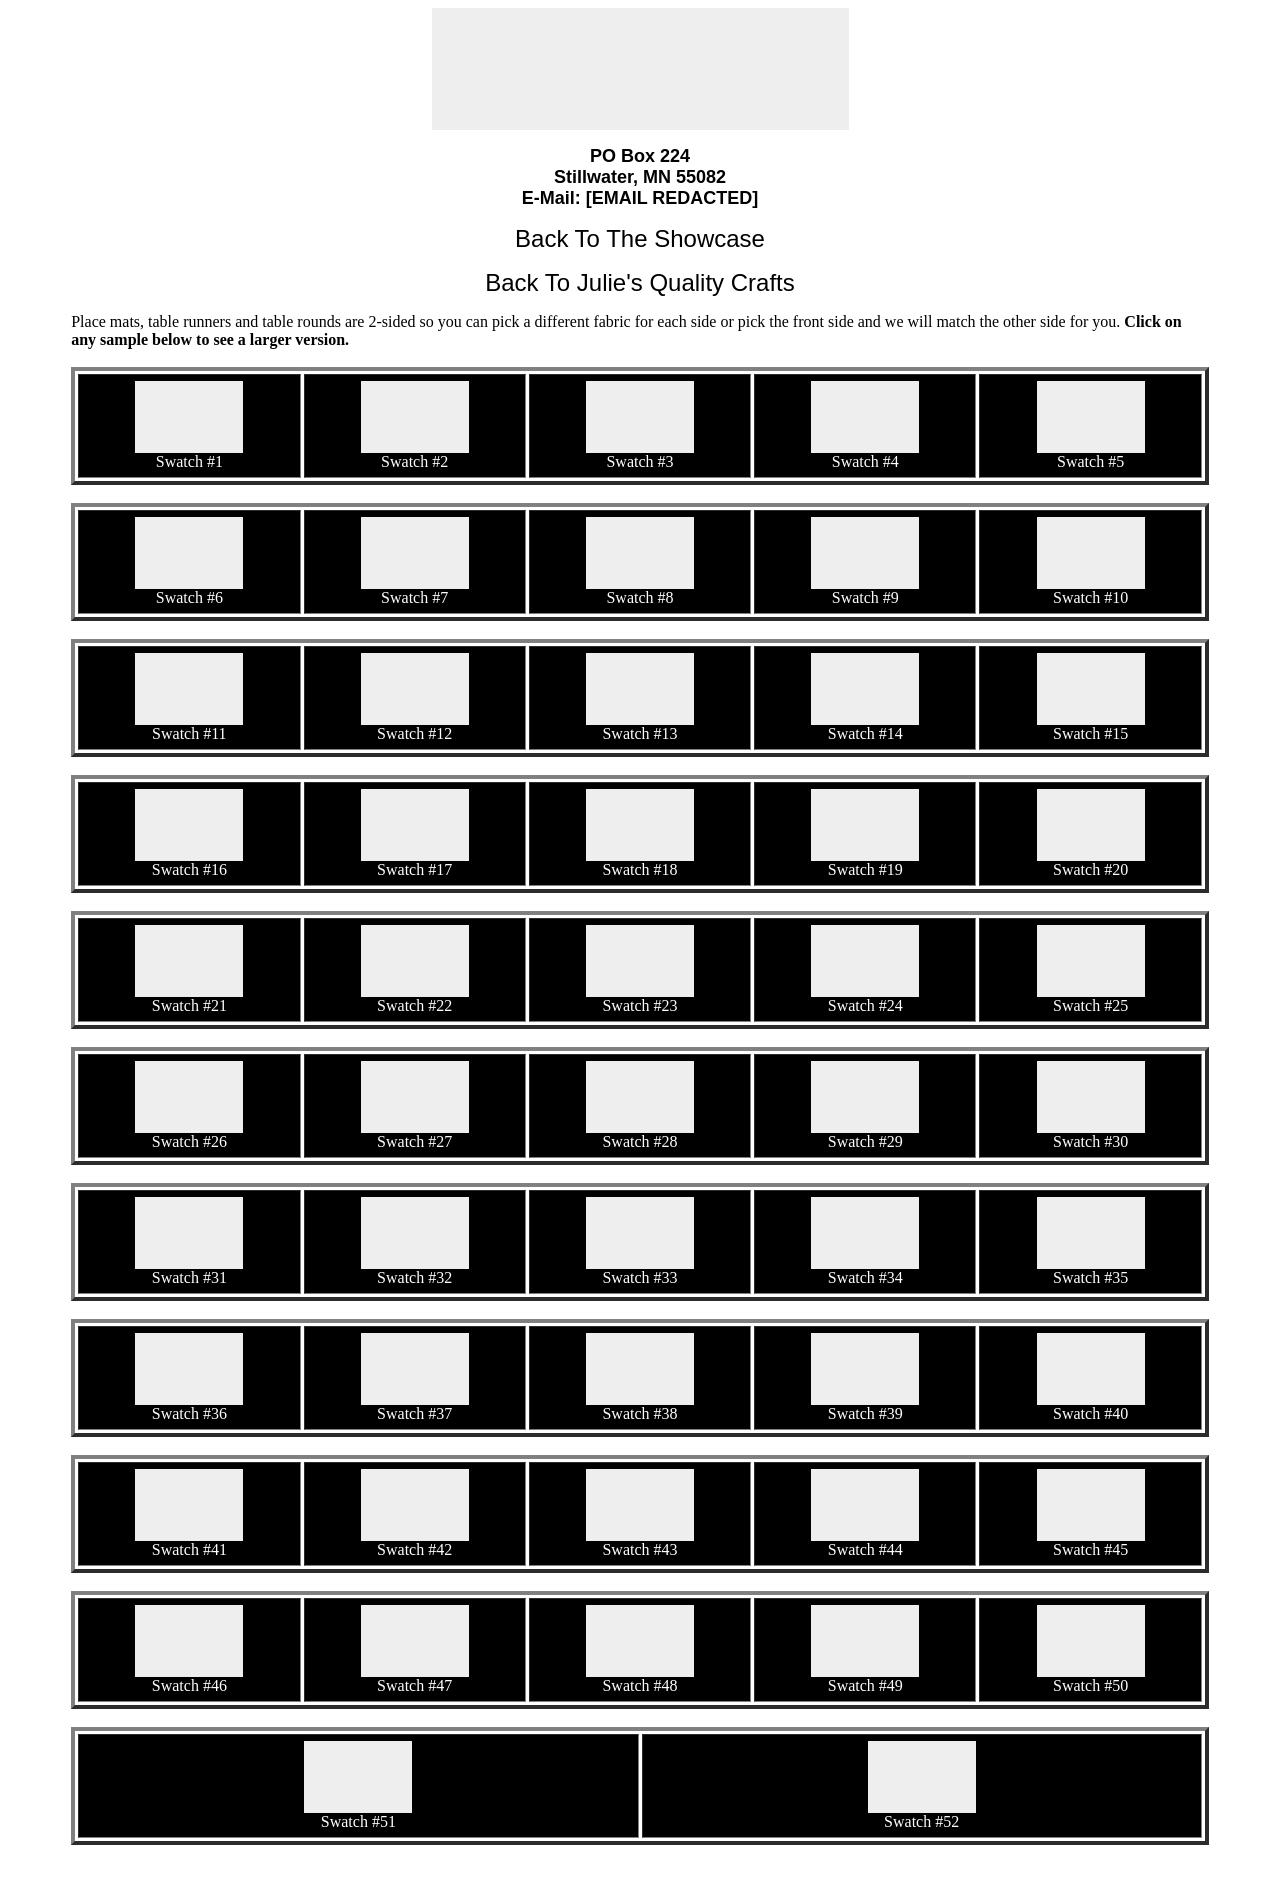 PO Box 224
Stillwater, MN 55082
E-Mail: [EMAIL REDACTED]
Back To The Showcase
Back To Julie's Quality Crafts
Place mats, table runners and table rounds are 2-sided so you can pick a different fabric for each side or pick the front side and we will match the other side for you. Click on
any sample below to see a larger version.
Swatch #1 Swatch #2 Swatch #3 Swatch #4 Swatch #5
Swatch #6 Swatch #7 Swatch #8 Swatch #9 Swatch #10
Swatch #11 Swatch #12 Swatch #13 Swatch #14 Swatch #15
Swatch #16 Swatch #17 Swatch #18 Swatch #19 Swatch #20
Swatch #21 Swatch #22 Swatch #23 Swatch #24 Swatch #25
Swatch #26 Swatch #27 Swatch #28 Swatch #29 Swatch #30
Swatch #31 Swatch #32 Swatch #33 Swatch #34 Swatch #35
Swatch #36 Swatch #37 Swatch #38 Swatch #39 Swatch #40
Swatch #41 Swatch #42 Swatch #43 Swatch #44 Swatch #45
Swatch #46 Swatch #47 Swatch #48 Swatch #49 Swatch #50
Swatch #51 Swatch #52